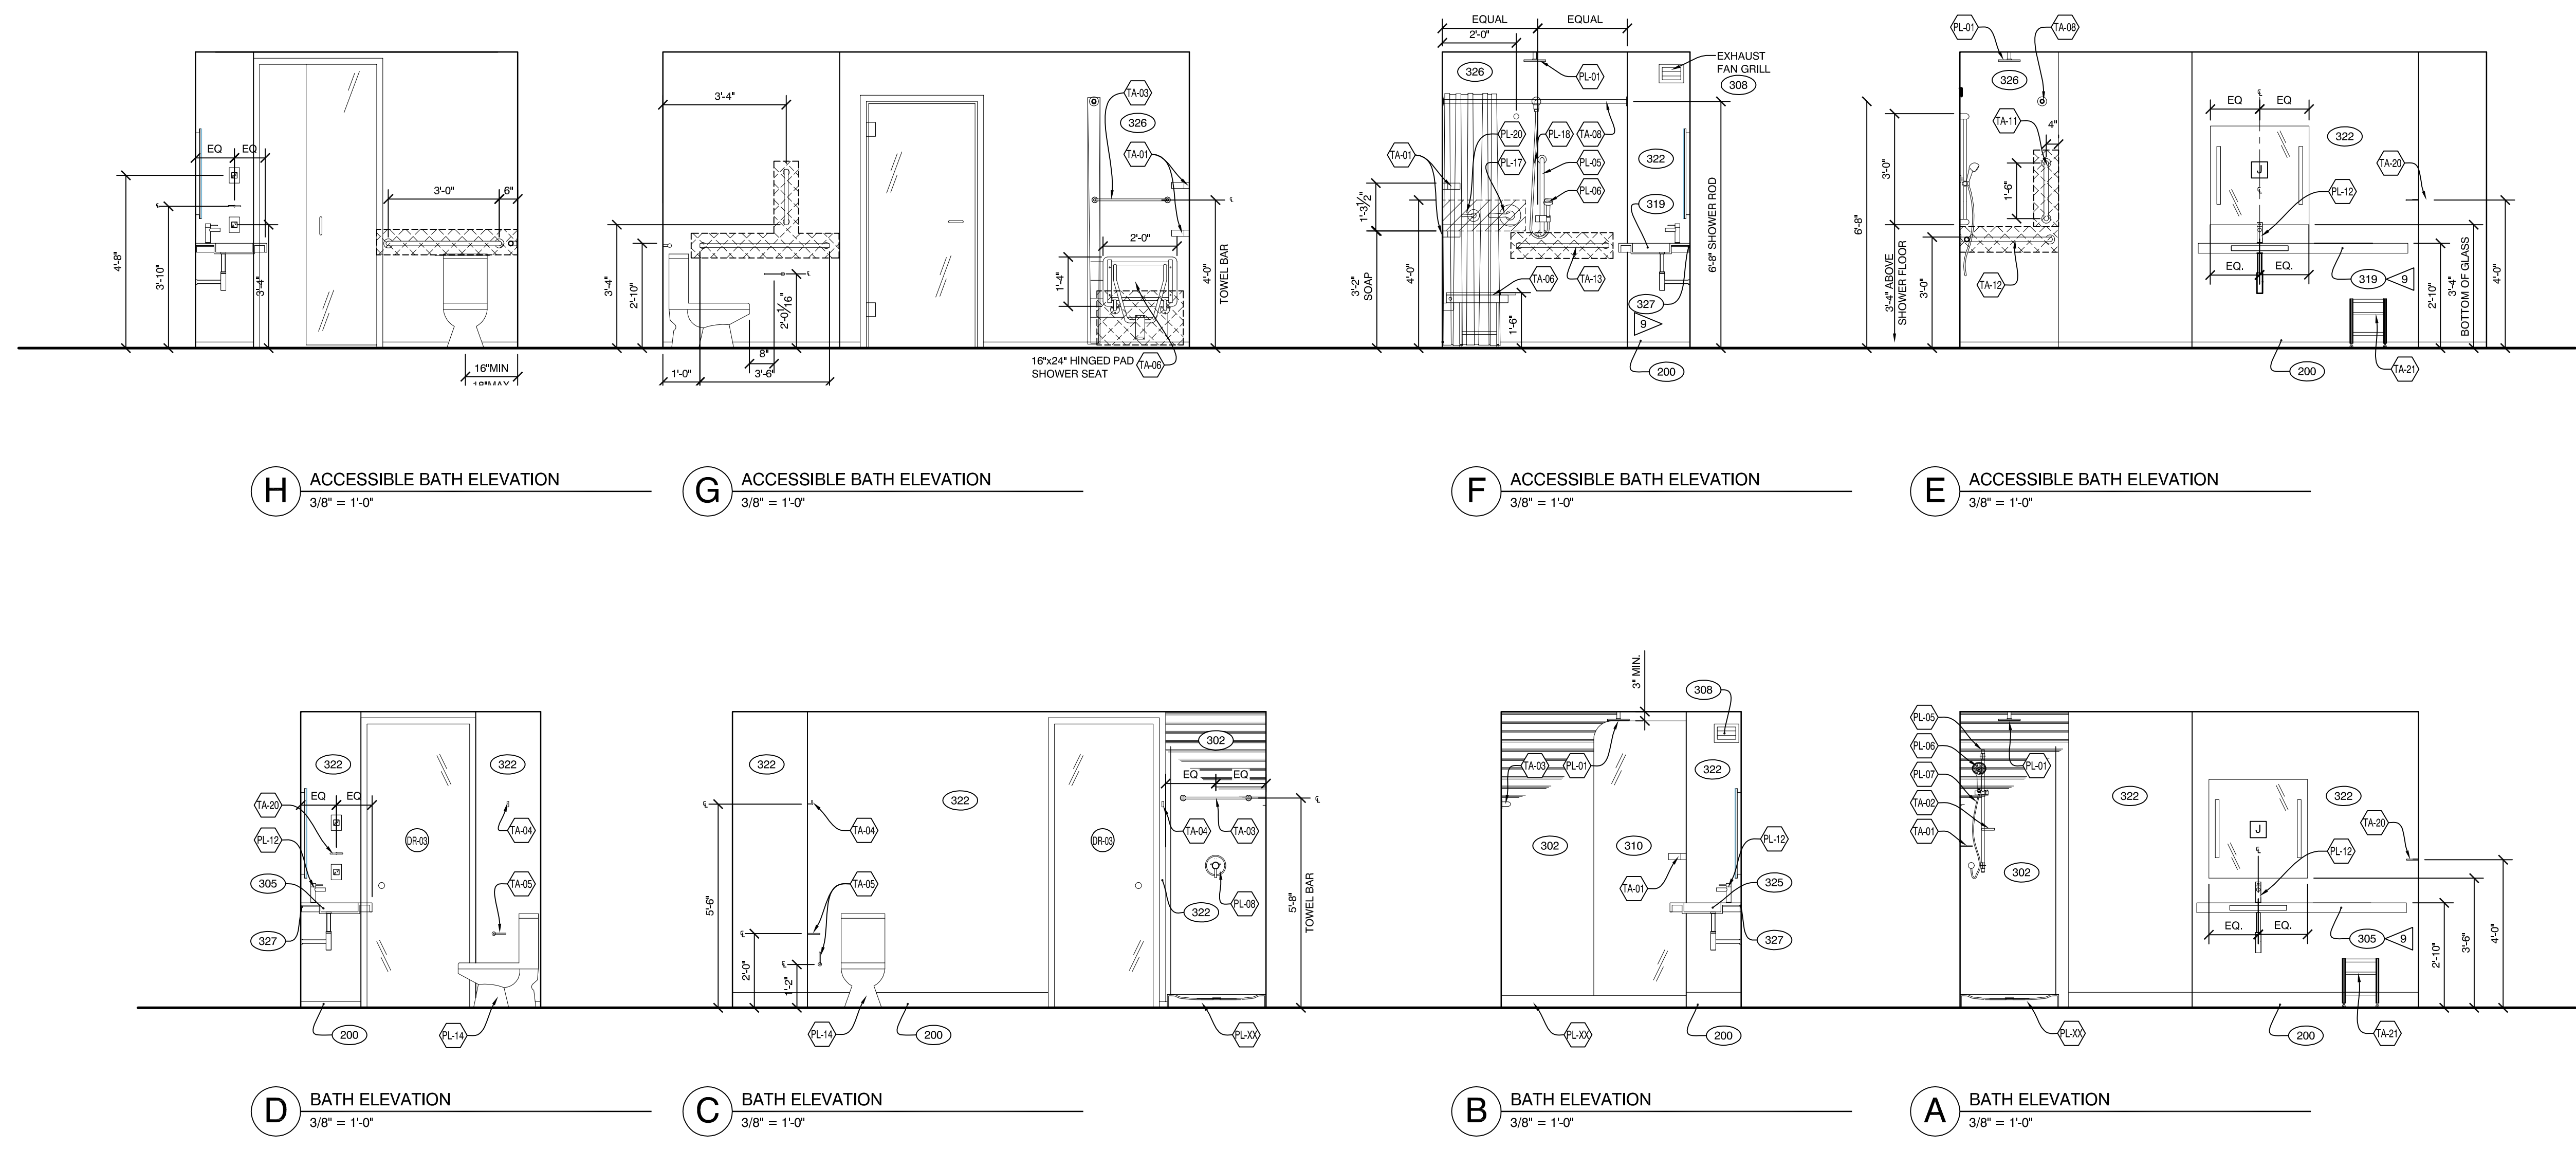 EQ
EQ
4'-8"
3'-10"
3'-4"
3'-0"
6"
16"MIN
18"MAX
H
ACCESSIBLE BATH ELEVATION
3/8" = 1'-0"
3'-4"
3'-4"
2'-10"
1'-0"
8"
3'-6"
2'-0 1/16"
TA-03
326
TA-01
2'-0"
1'-4"
4'-0"
TOWEL BAR
16"x24" HINGED PAD
SHOWER SEAT
TA-06
G
ACCESSIBLE BATH ELEVATION
3/8" = 1'-0"
EQUAL
EQUAL
2'-0"
326
PL-01
EXHAUST
FAN GRILL
308
PL-20
PL-18
TA-08
PL-17
PL-05
PL-06
TA-01
322
319
1'-3 1/2"
3'-2"
SOAP
4'-0"
TA-06
TA-13
327
9
1'-6"
6'-8" SHOWER ROD
200
F
ACCESSIBLE BATH ELEVATION
3/8" = 1'-0"
PL-01
TA-08
326
TA-11
4"
6'-8"
3'-0"
1'-6"
3'-4" ABOVE
SHOWER FLOOR
3'-0"
TA-12
EQ
EQ
322
J
TA-20
PL-12
EQ.
EQ.
319
9
2'-10"
3'-4"
BOTTOM OF GLASS
4'-0"
200
TA-21
E
ACCESSIBLE BATH ELEVATION
3/8" = 1'-0"
322
322
EQ
EQ
TA-20
TA-04
PL-12
DR-03
305
TA-05
327
200
PL-14
D
BATH ELEVATION
3/8" = 1'-0"
322
322
5'-6"
2'-0"
1'-2"
TA-04
TA-05
PL-14
200
DR-03
302
EQ
EQ
TA-04
TA-03
PL-08
322
5'-8"
TOWEL BAR
PL-XX
C
BATH ELEVATION
3/8" = 1'-0"
3" MIN.
308
TA-03
PL-01
322
302
310
PL-12
TA-01
325
327
PL-XX
200
B
BATH ELEVATION
3/8" = 1'-0"
PL-05
PL-06
PL-07
TA-02
TA-01
PL-01
302
322
322
J
TA-20
PL-12
EQ.
EQ.
305
9
2'-10"
3'-6"
4'-0"
PL-XX
200
TA-21
A
BATH ELEVATION
3/8" = 1'-0"